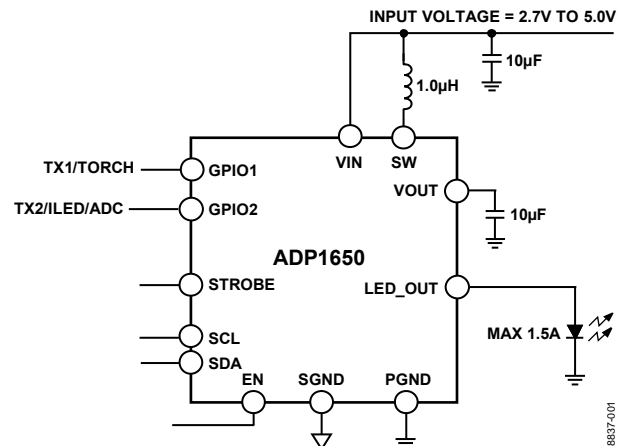 INPUT VOLTAGE = 2.7V TO 5.0V
10µF
1.0µH
VIN
SW
TX1/TORCH
GPIO1
VOUT
TX2/ILED/ADC
GPIO2
10µF
ADP1650
STROBE
LED_OUT
MAX 1.5A
SCL
SDA
EN
SGND
PGND
8837-001